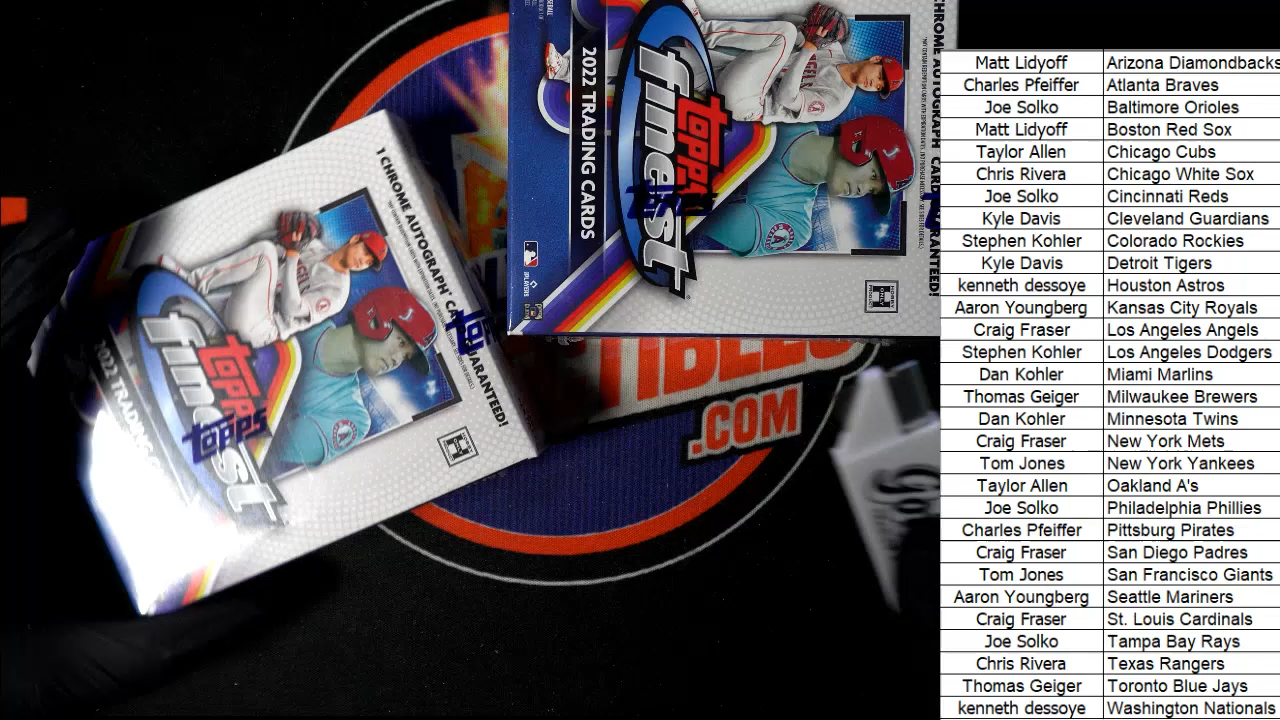 1 CHROME AUTOGRAPH CARD GUARANTEED!
topps
finest
topps
2022 TRADING
HOBBY
CHROME AUTOGRAPH CARD GUARANTEED!
topps
finest
2022 TRADING CARDS
.COM
Matt Lidyoff Arizona Diamondbacks
Charles Pfeiffer Atlanta Braves
Joe Solko Baltimore Orioles
Matt Lidyoff Boston Red Sox
Taylor Allen Chicago Cubs
Chris Rivera Chicago White Sox
Joe Solko Cincinnati Reds
Kyle Davis Cleveland Guardians
Stephen Kohler Colorado Rockies
Kyle Davis Detroit Tigers
kenneth dessoye Houston Astros
Aaron Youngberg Kansas City Royals
Craig Fraser Los Angeles Angels
Stephen Kohler Los Angeles Dodgers
Dan Kohler Miami Marlins
Thomas Geiger Milwaukee Brewers
Dan Kohler Minnesota Twins
Craig Fraser New York Mets
Tom Jones New York Yankees
Taylor Allen Oakland A's
Joe Solko Philadelphia Phillies
Charles Pfeiffer Pittsburg Pirates
Craig Fraser San Diego Padres
Tom Jones San Francisco Giants
Aaron Youngberg Seattle Mariners
Craig Fraser St. Louis Cardinals
Joe Solko Tampa Bay Rays
Chris Rivera Texas Rangers
Thomas Geiger Toronto Blue Jays
kenneth dessoye Washington Nationals